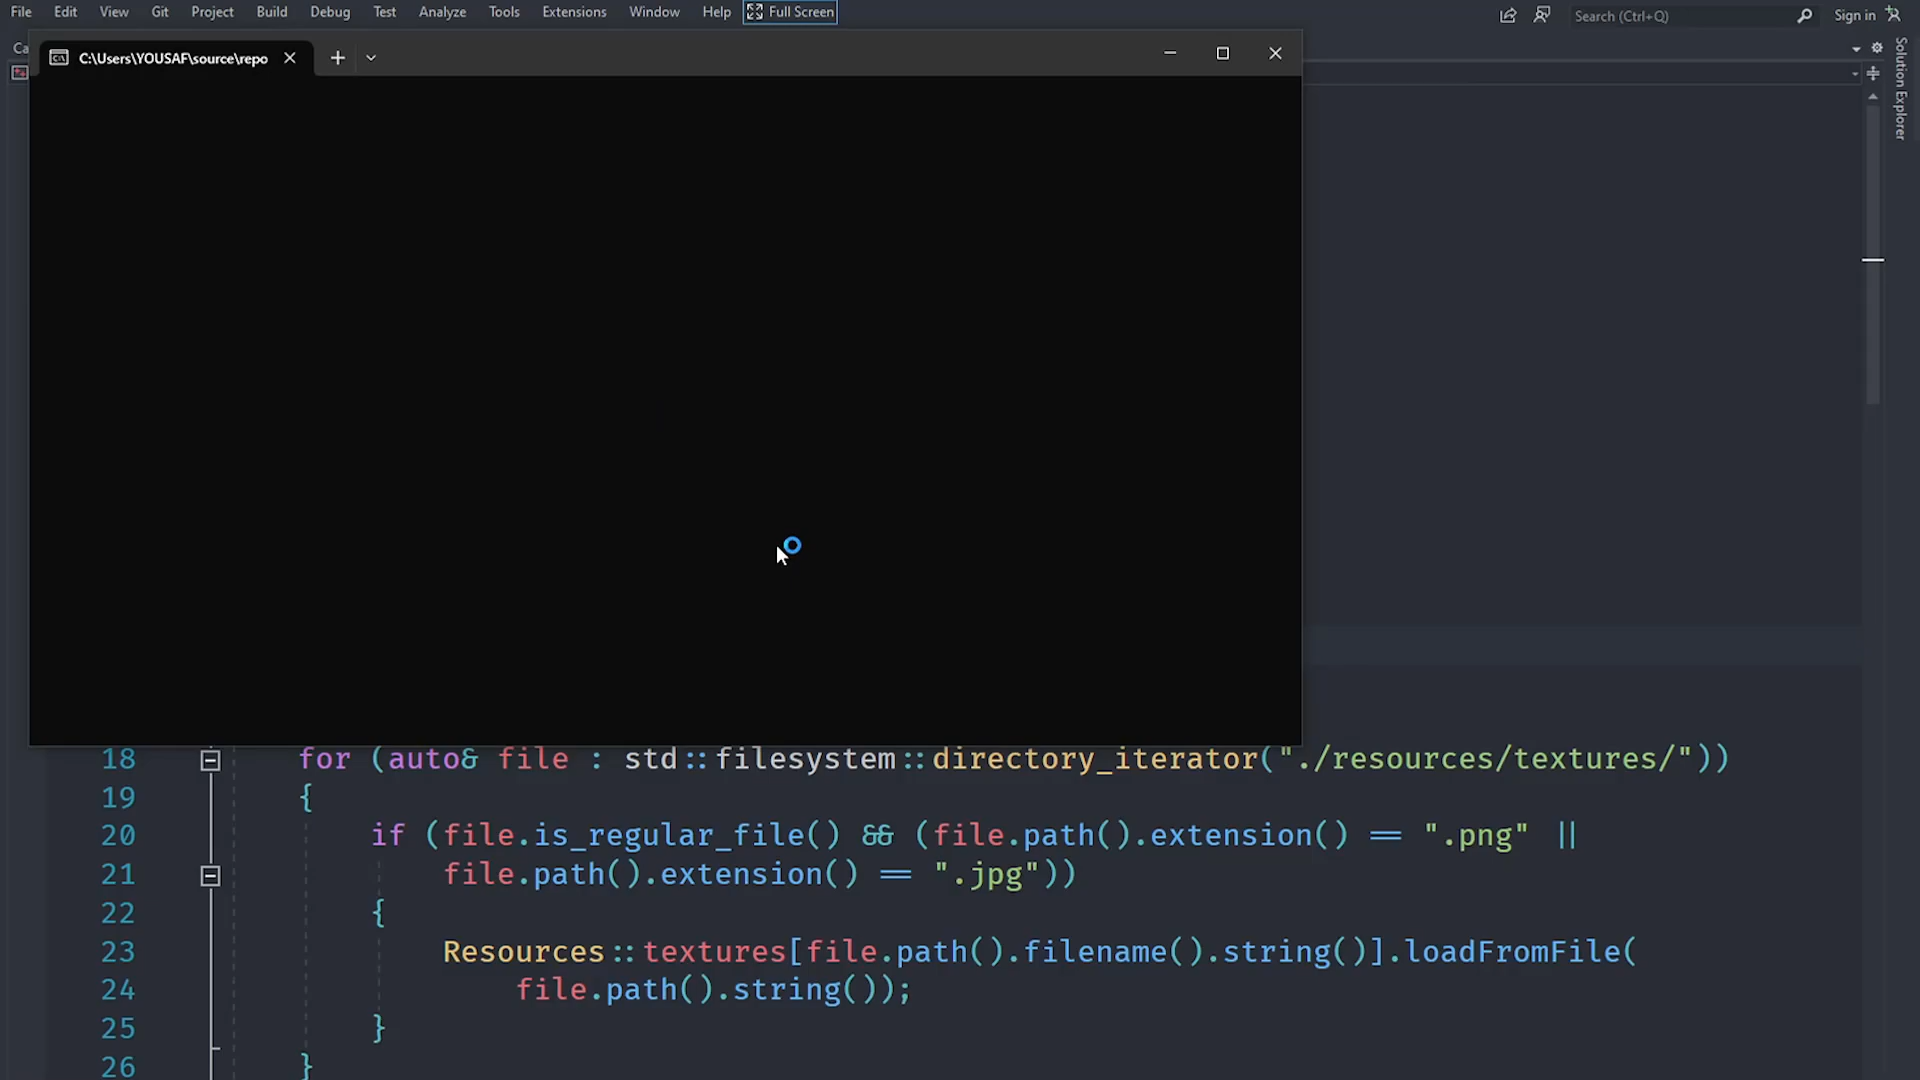 File Edit View Git Project Build Debug Test Analyze Tools Extensions Window Help Full Screen Search (Ctrl+Q) Sign in
Ca
C:\Users\YOUSAF\source\repo
Solution Explorer
18 for (auto& file : std::filesystem::directory_iterator("./resources/textures/"))
19 {
20 if (file.is_regular_file() && (file.path().extension() == ".png" ||
21 file.path().extension() == ".jpg"))
22 {
23 Resources::textures[file.path().filename().string()].loadFromFile(
24 file.path().string());
25 }
26 }